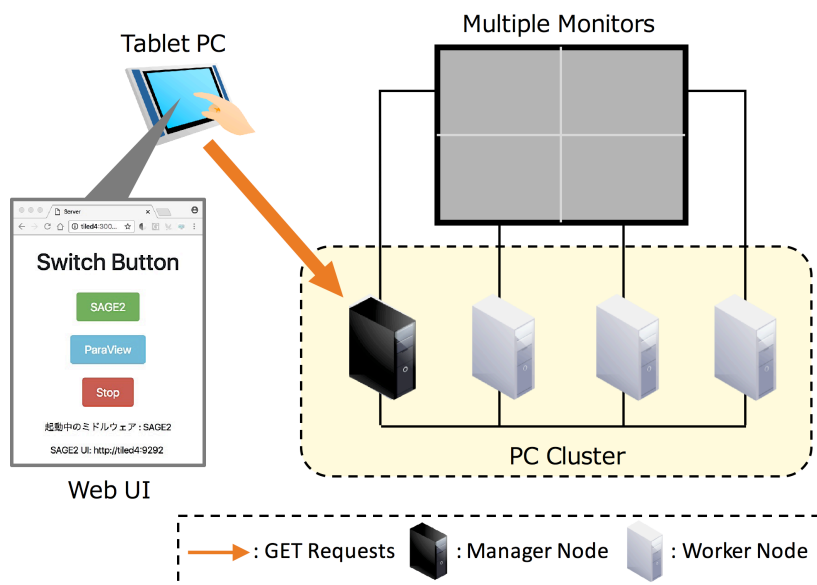 Multiple Monitors
Tablet PC
Server
tiled4:300...
Switch Button
SAGE2
ParaView
Stop
起動中のミドルウェア : SAGE2
SAGE2 UI: http://tiled4:9292
Web UI
PC Cluster
: GET Requests
: Manager Node
: Worker Node